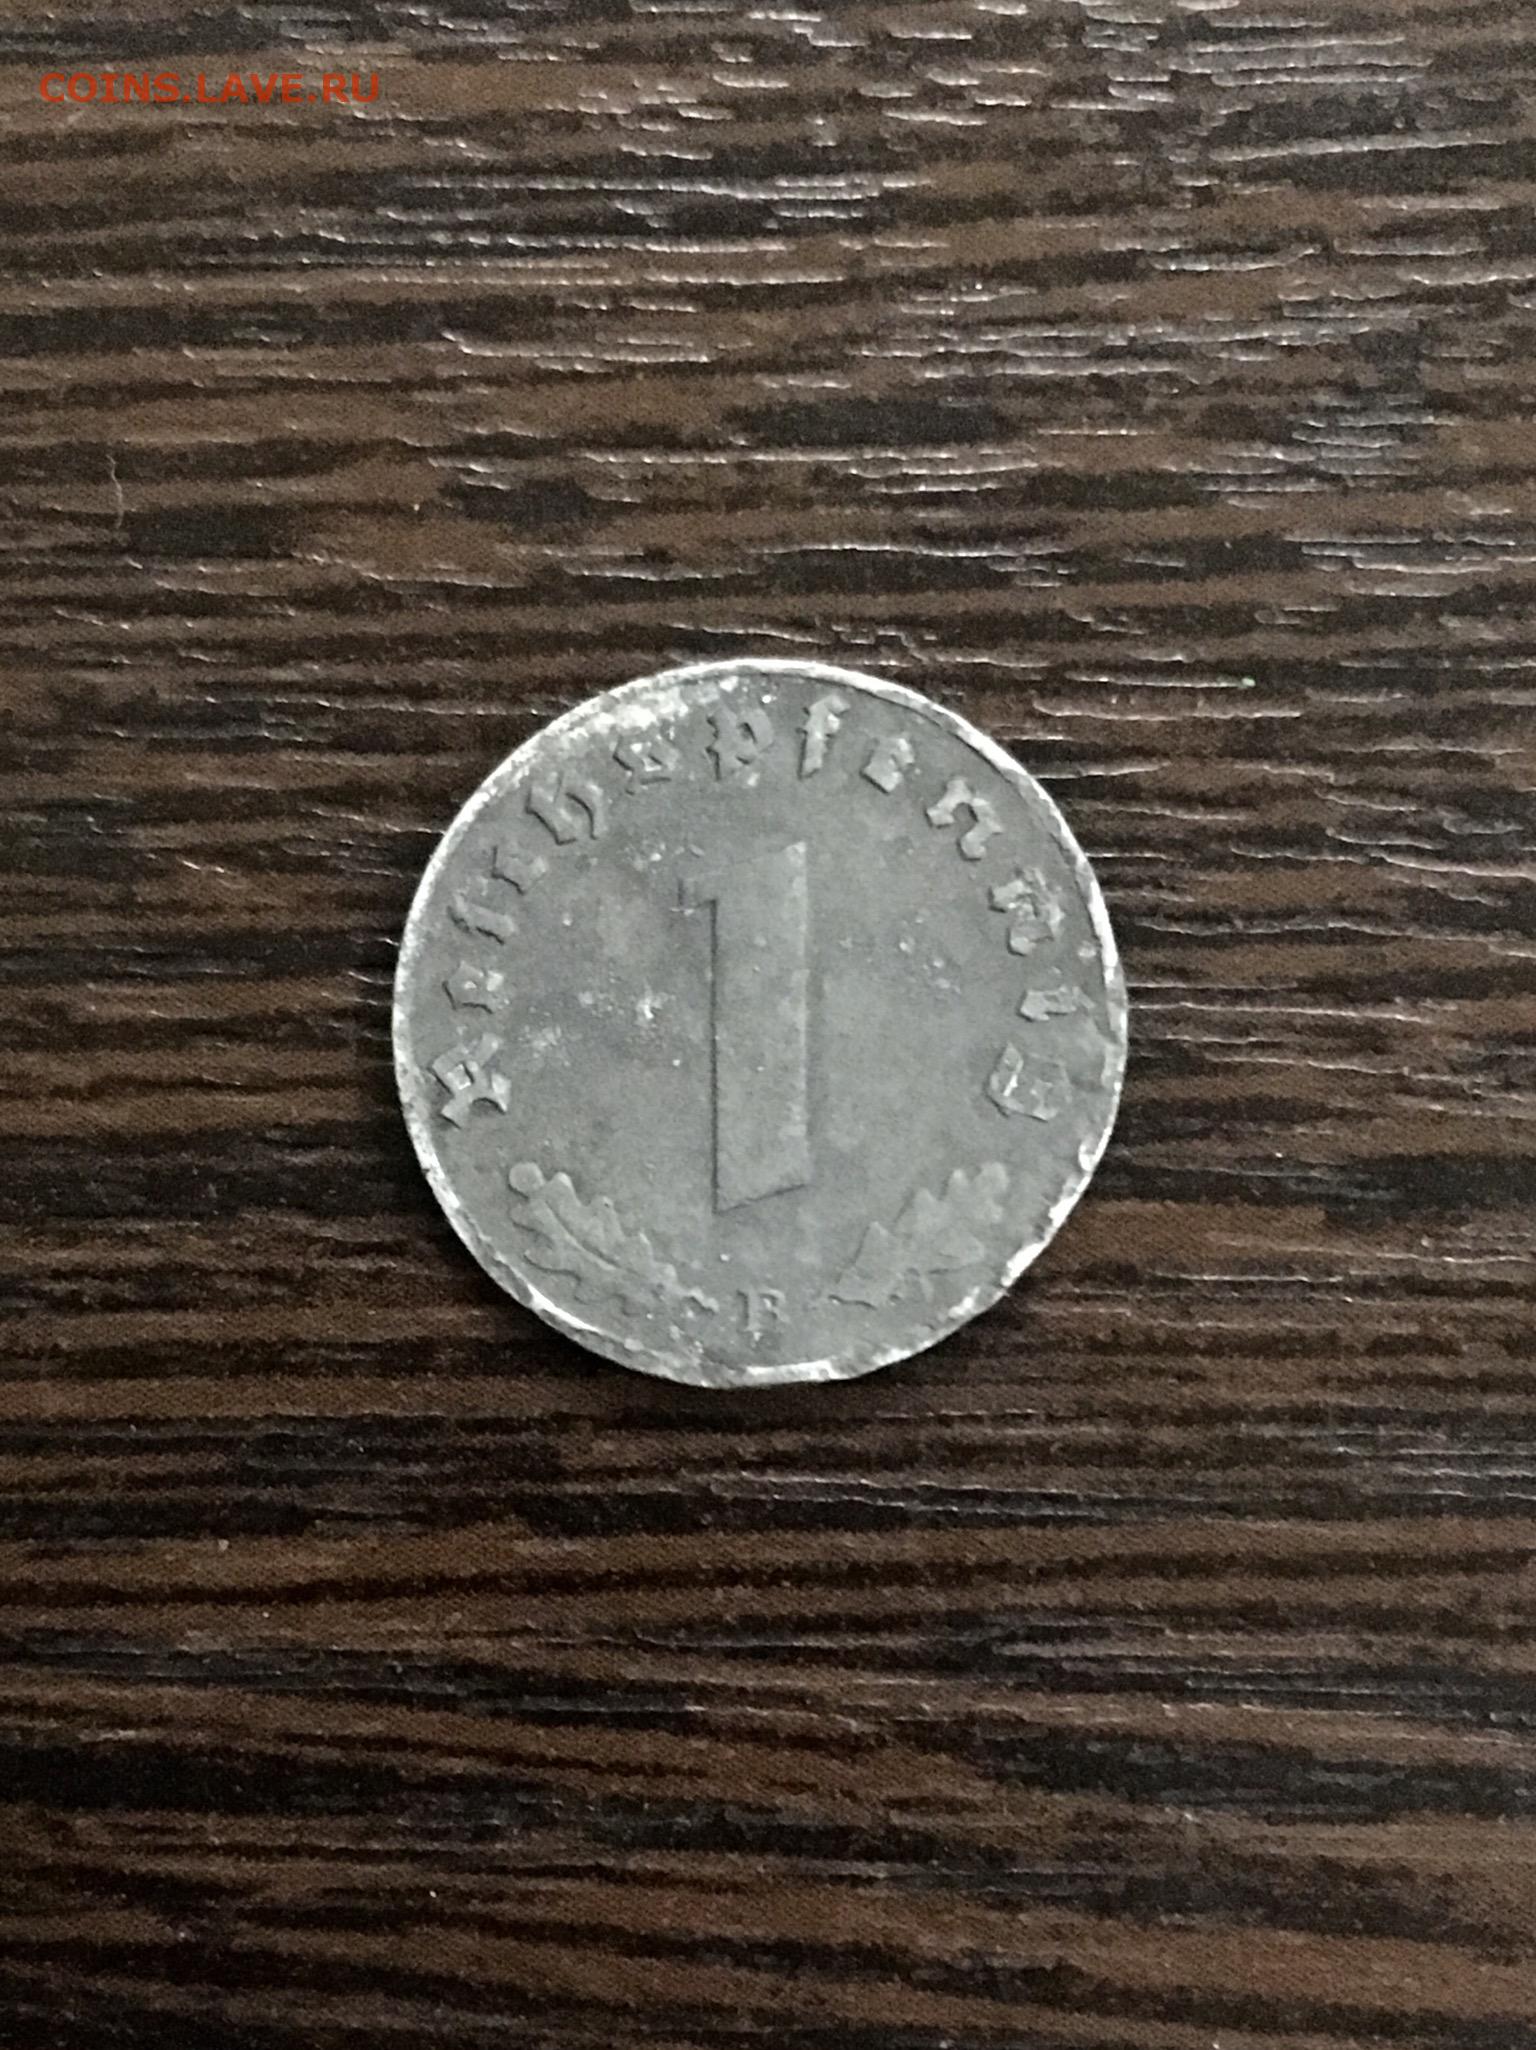 COINS.LAVE.RU
Reichspfennig
1
B